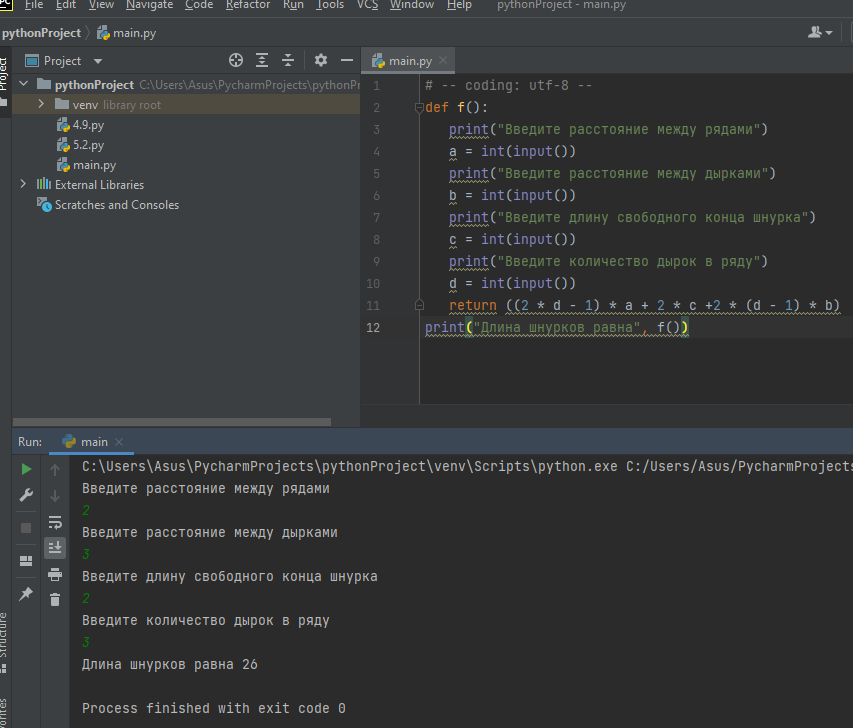 File Edit View Navigate Code Refactor Run Tools VCS Window Help pythonProject - main.py
pythonProject main.py
Project
Project main.py
pythonProject C:\Users\Asus\PycharmProjects\pythonPr
venv library root
4.9.py
5.2.py
main.py
External Libraries
Scratches and Consoles
1 # -- coding: utf-8 --
2 def f():
3 print("Введите расстояние между рядами")
4 a = int(input())
5 print("Введите расстояние между дырками")
6 b = int(input())
7 print("Введите длину свободного конца шнурка")
8 c = int(input())
9 print("Введите количество дырок в ряду")
10 d = int(input())
11 return ((2 * d - 1) * a + 2 * c +2 * (d - 1) * b)
12 print("Длина шнурков равна", f())
Run: main
C:\Users\Asus\PycharmProjects\pythonProject\venv\Scripts\python.exe C:/Users/Asus/PycharmProjects
Введите расстояние между рядами
2
Введите расстояние между дырками
3
Введите длину свободного конца шнурка
2
Введите количество дырок в ряду
3
Длина шнурков равна 26
Process finished with exit code 0
Structure